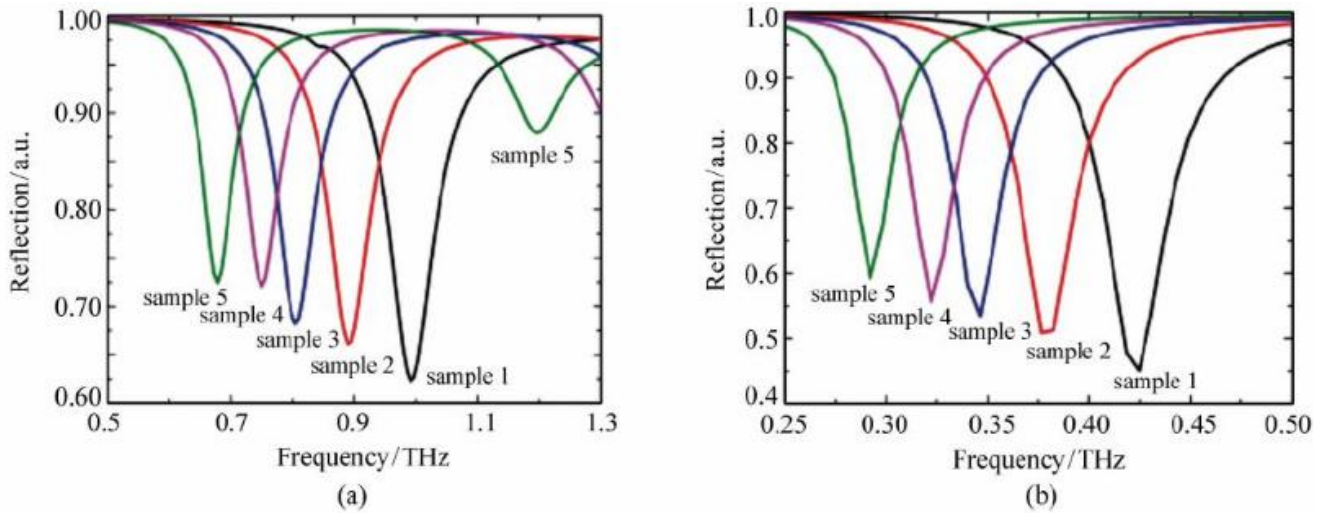 1.00
0.90
0.80
0.70
0.60
Reflection/a.u.
sample 5
sample 5
sample 4
sample 3
sample 2
sample 1
0.5
0.7
0.9
1.1
1.3
Frequency/THz
(a)
1.0
0.9
0.8
0.7
0.6
0.5
0.4
Reflection/a.u.
sample 5
sample 4
sample 3
sample 2
sample 1
0.25
0.30
0.35
0.40
0.45
0.50
Frequency/THz
(b)